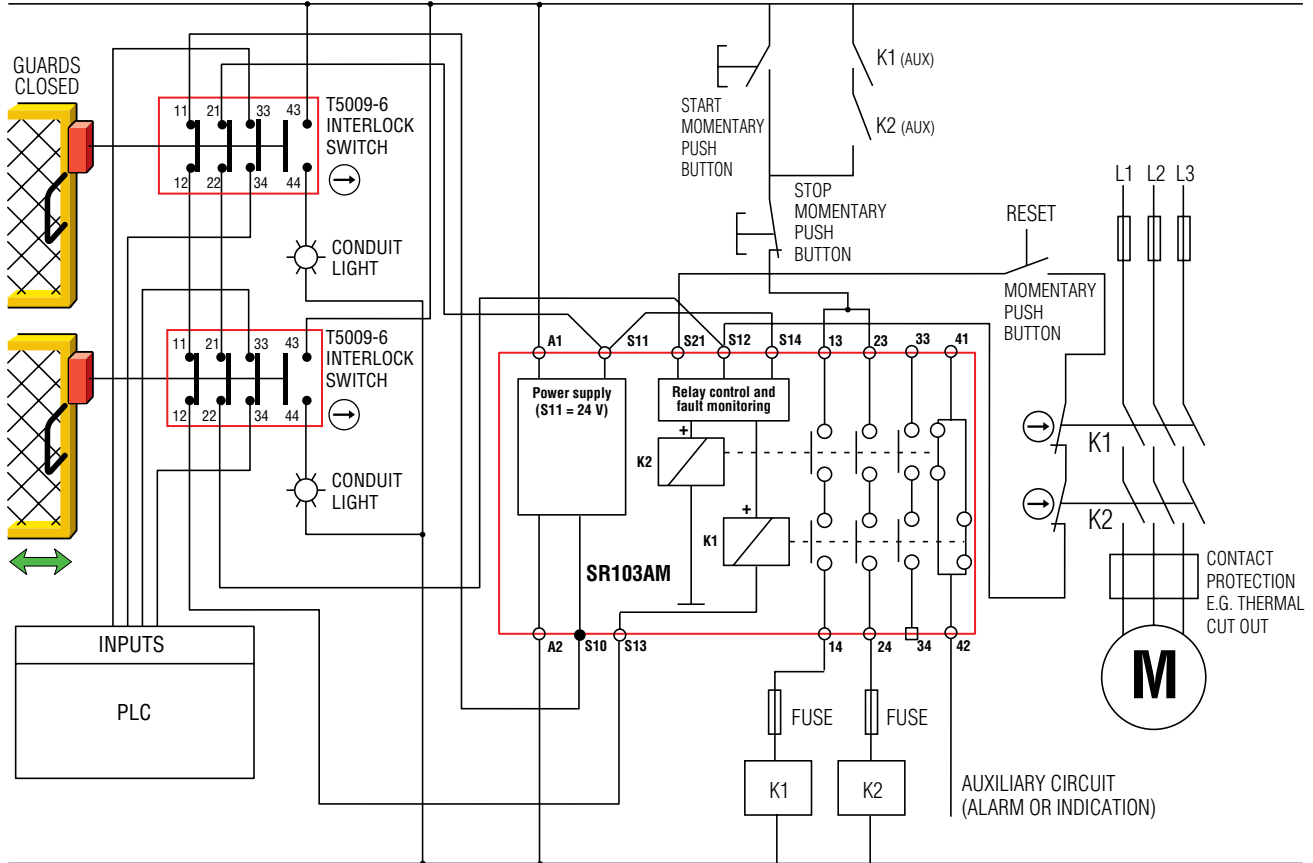 GUARDS
CLOSED
11 21 33 43
12 22 34 44
T5009-6
INTERLOCK
SWITCH
CONDUIT
LIGHT
11 21 33 43
12 22 34 44
T5009-6
INTERLOCK
SWITCH
CONDUIT
LIGHT
INPUTS
PLC
START
MOMENTARY
PUSH
BUTTON
K1 (AUX)
K2 (AUX)
STOP
MOMENTARY
PUSH
BUTTON
RESET
MOMENTARY
PUSH
BUTTON
L1 L2 L3
A1 S11 S21 S12 S14 13 23 33 41
Power supply
(S11 = 24 V)
Relay control and
fault monitoring
+
K2
+
K1
SR103AM
A2 S10 S13 14 24 34 42
FUSE
FUSE
K1
K2
AUXILIARY CIRCUIT
(ALARM OR INDICATION)
K1
K2
CONTACT
PROTECTION
E.G. THERMAL
CUT OUT
M